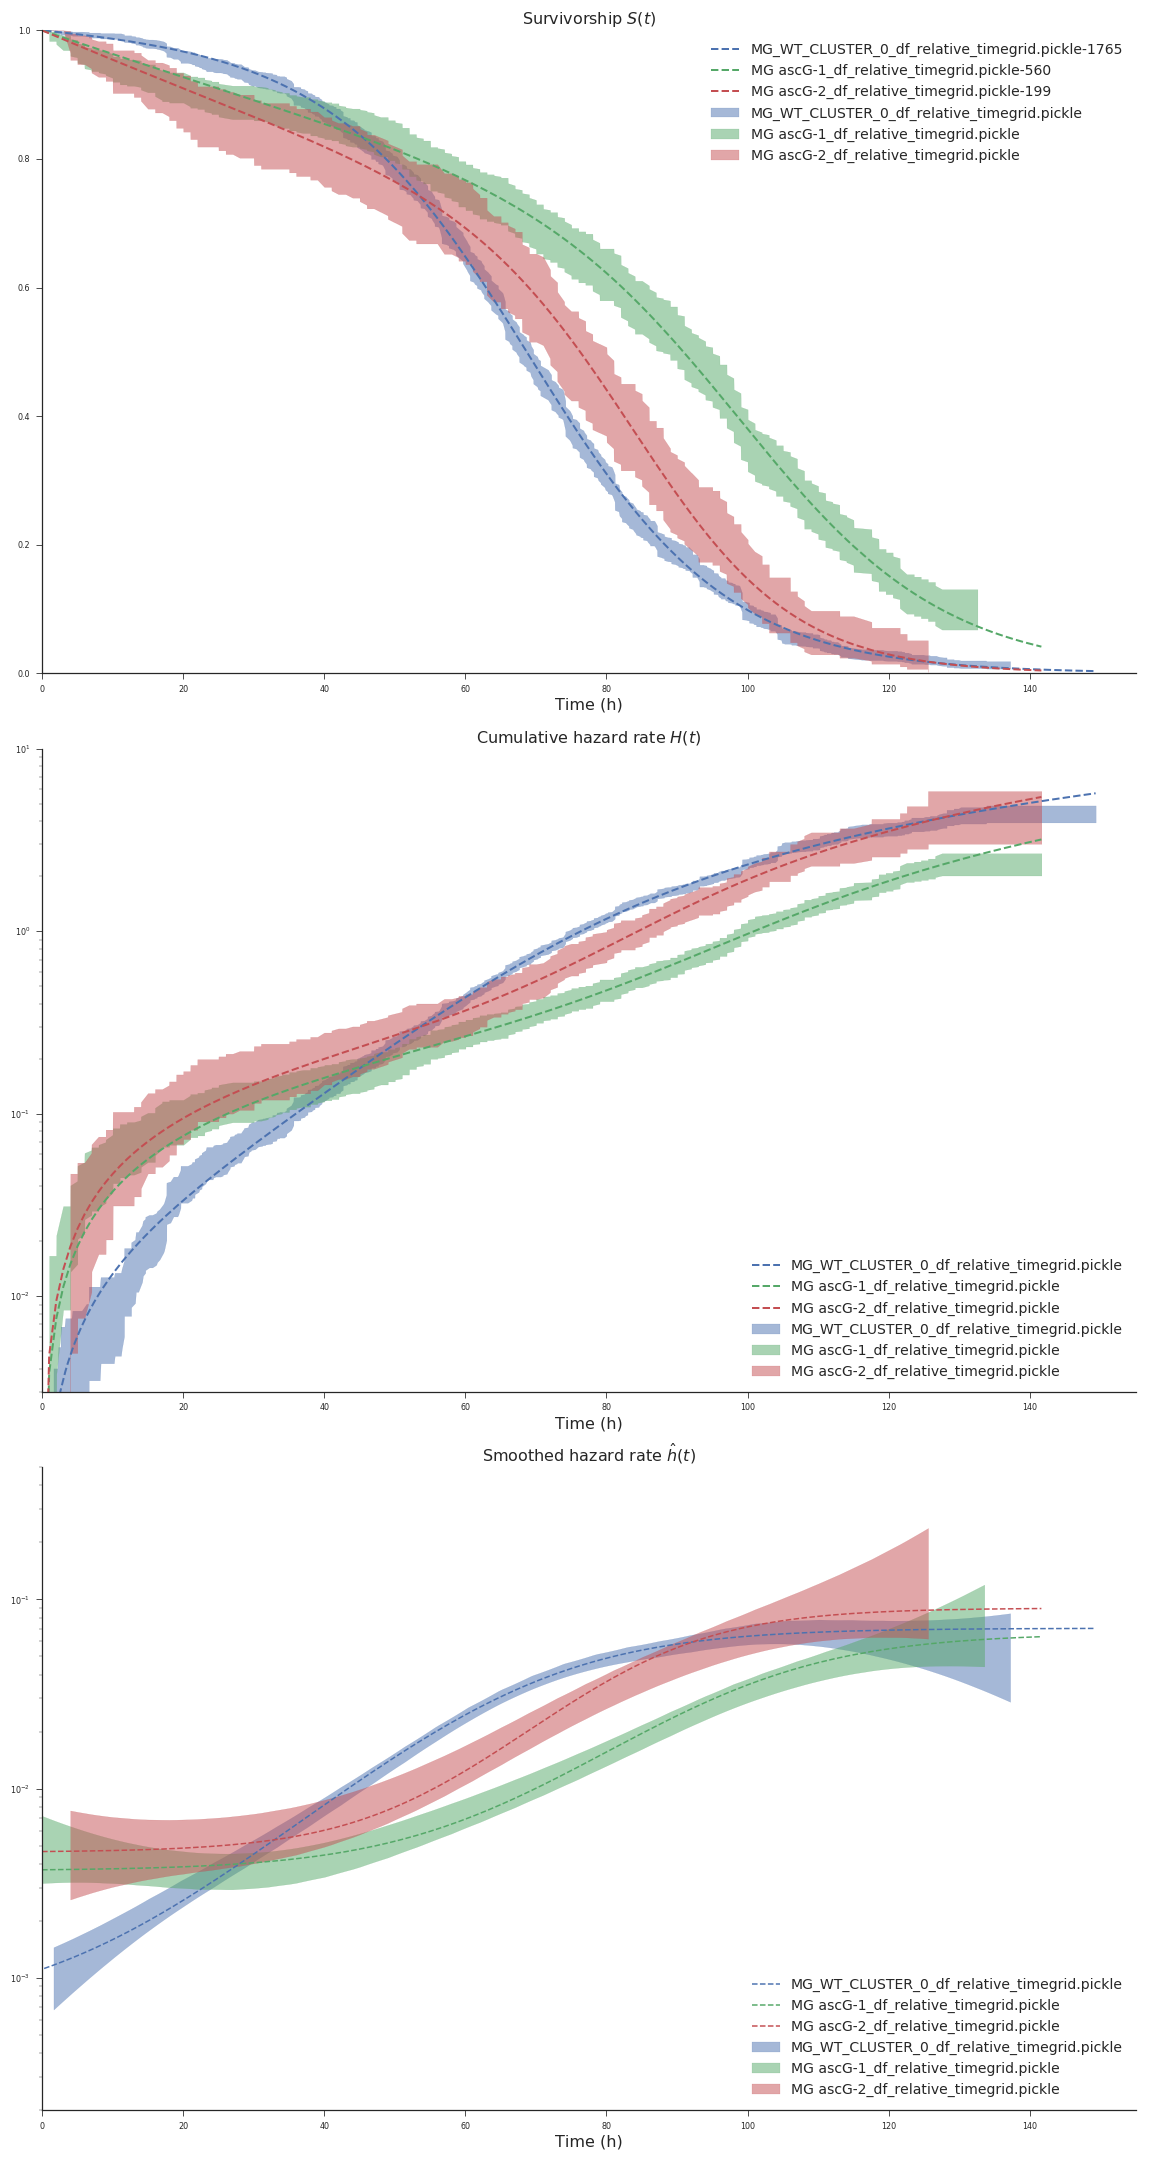 Survivorship S(t)
1.0
0.8
0.6
0.4
0.2
0.0
MG_WT_CLUSTER_0_df_relative_timegrid.pickle-1765
MG ascG-1_df_relative_timegrid.pickle-560
MG ascG-2_df_relative_timegrid.pickle-199
MG_WT_CLUSTER_0_df_relative_timegrid.pickle
MG ascG-1_df_relative_timegrid.pickle
MG ascG-2_df_relative_timegrid.pickle
0 20 40 60 80 100 120 140
Time (h)
Cumulative hazard rate H(t)
10¹
10⁰
10⁻¹
10⁻²
MG_WT_CLUSTER_0_df_relative_timegrid.pickle
MG ascG-1_df_relative_timegrid.pickle
MG ascG-2_df_relative_timegrid.pickle
MG_WT_CLUSTER_0_df_relative_timegrid.pickle
MG ascG-1_df_relative_timegrid.pickle
MG ascG-2_df_relative_timegrid.pickle
0 20 40 60 80 100 120 140
Time (h)
Smoothed hazard rate ĥ(t)
10⁻¹
10⁻²
10⁻³
MG_WT_CLUSTER_0_df_relative_timegrid.pickle
MG ascG-1_df_relative_timegrid.pickle
MG ascG-2_df_relative_timegrid.pickle
MG_WT_CLUSTER_0_df_relative_timegrid.pickle
MG ascG-1_df_relative_timegrid.pickle
MG ascG-2_df_relative_timegrid.pickle
0 20 40 60 80 100 120 140
Time (h)